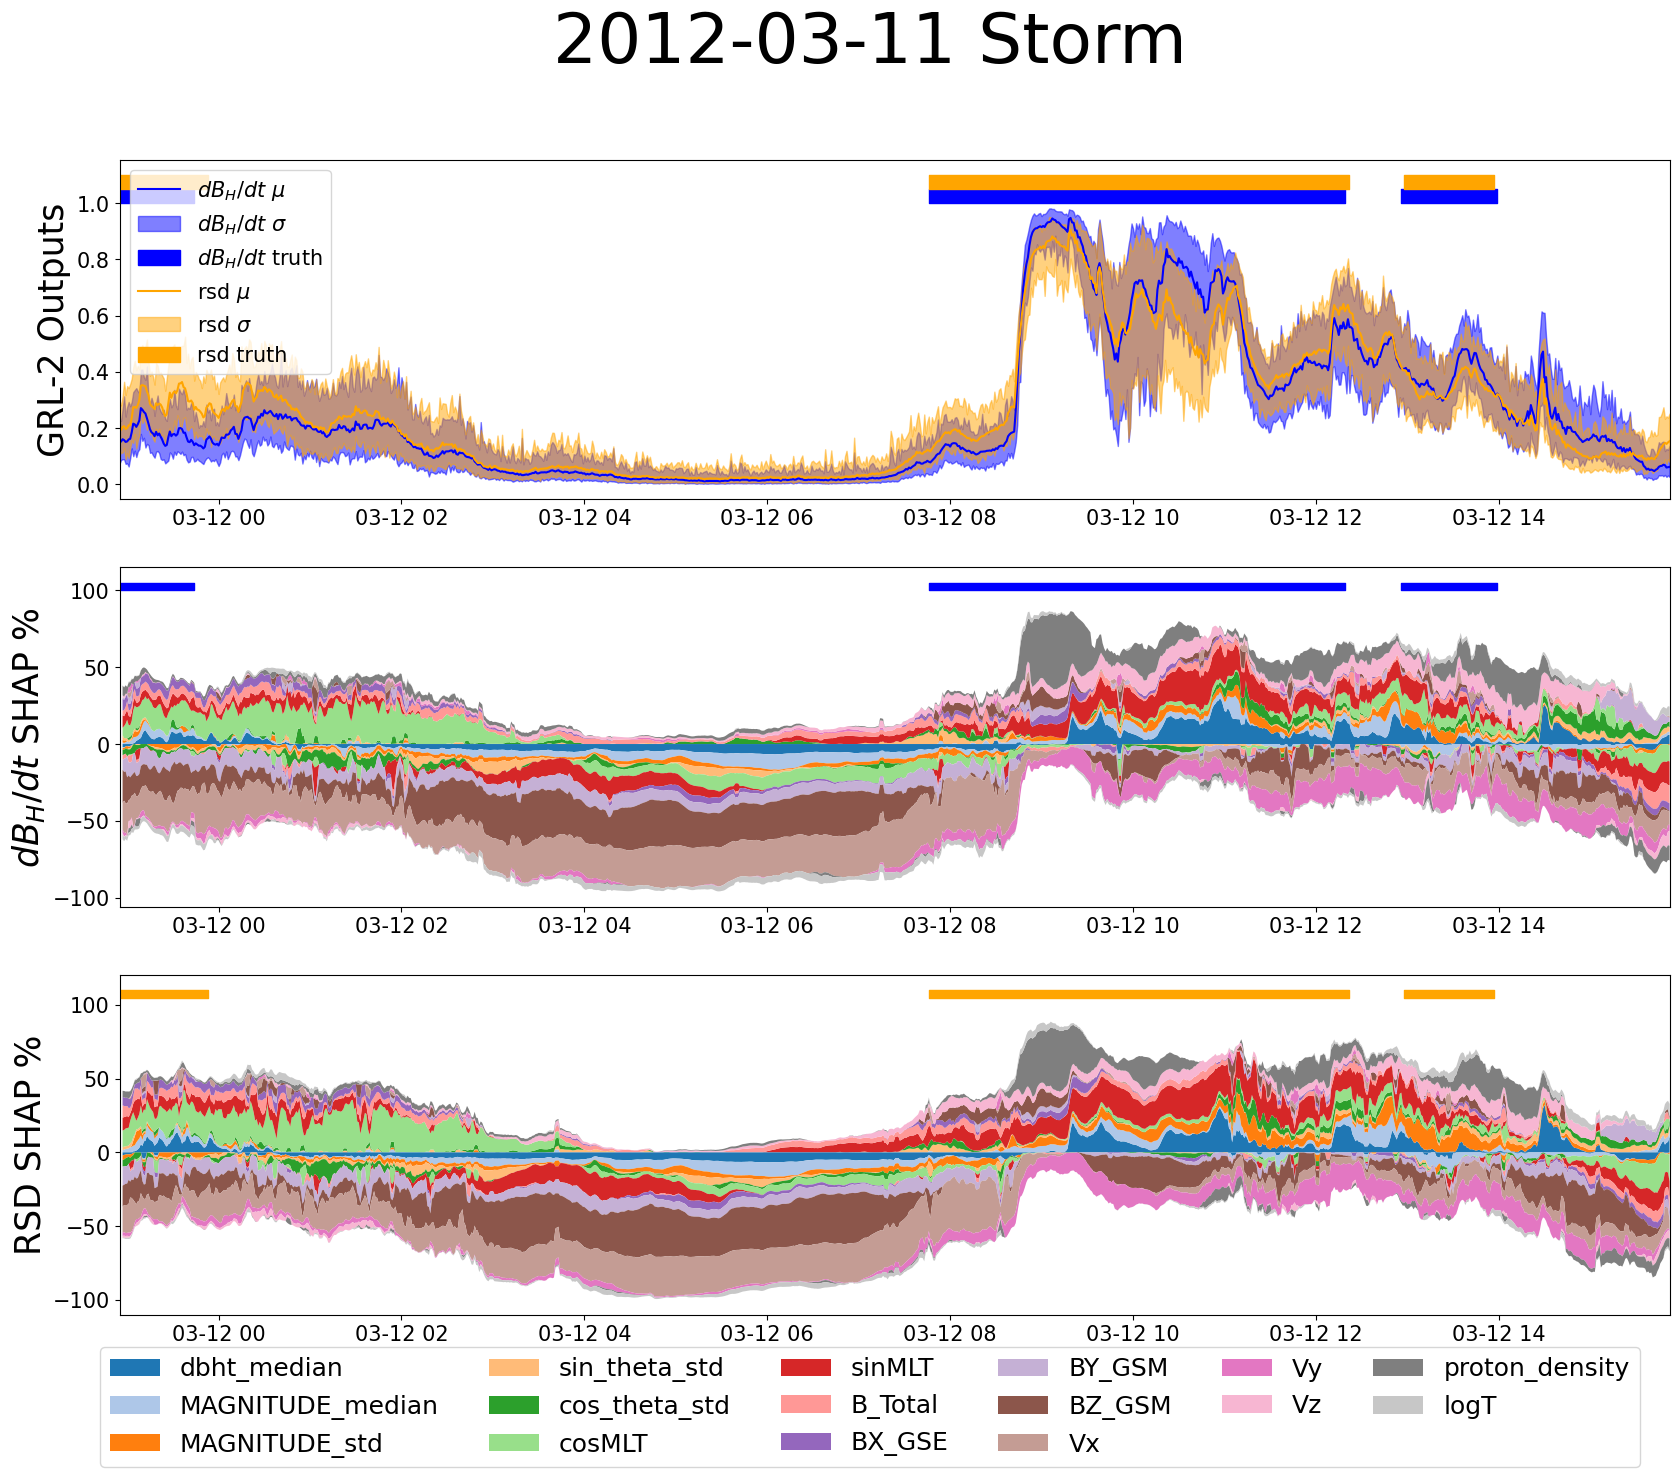 2012-03-11 Storm
GRL-2 Outputs
1.0
0.8
0.6
0.4
0.2
0.0
dB_H/dt μ
dB_H/dt σ
dB_H/dt truth
rsd μ
rsd σ
rsd truth
03-12 00 03-12 02 03-12 04 03-12 06 03-12 08 03-12 10 03-12 12 03-12 14
dB_H/dt SHAP %
100
50
0
−50
−100
03-12 00 03-12 02 03-12 04 03-12 06 03-12 08 03-12 10 03-12 12 03-12 14
RSD SHAP %
100
50
0
−50
−100
03-12 00 03-12 02 03-12 04 03-12 06 03-12 08 03-12 10 03-12 12 03-12 14
dbht_median sin_theta_std sinMLT BY_GSM Vy proton_density
MAGNITUDE_median cos_theta_std B_Total BZ_GSM Vz logT
MAGNITUDE_std cosMLT BX_GSE Vx